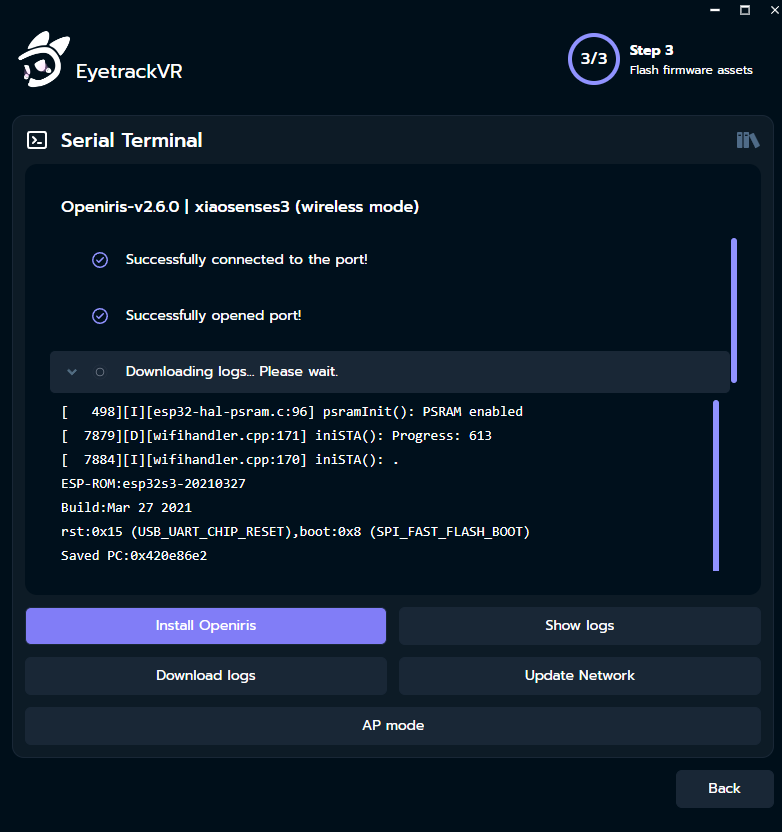 EyetrackVR
3/3
Step 3
Flash firmware assets
Serial Terminal
Openiris-v2.6.0 | xiaosenses3 (wireless mode)
Successfully connected to the port!
Successfully opened port!
Downloading logs... Please wait.
[   498][I][esp32-hal-psram.c:96] psramInit(): PSRAM enabled
[  7879][D][wifihandler.cpp:171] iniSTA(): Progress: 613
[  7884][I][wifihandler.cpp:170] iniSTA(): .
ESP-ROM:esp32s3-20210327
Build:Mar 27 2021
rst:0x15 (USB_UART_CHIP_RESET),boot:0x8 (SPI_FAST_FLASH_BOOT)
Saved PC:0x420e86e2
Install Openiris
Show logs
Download logs
Update Network
AP mode
Back